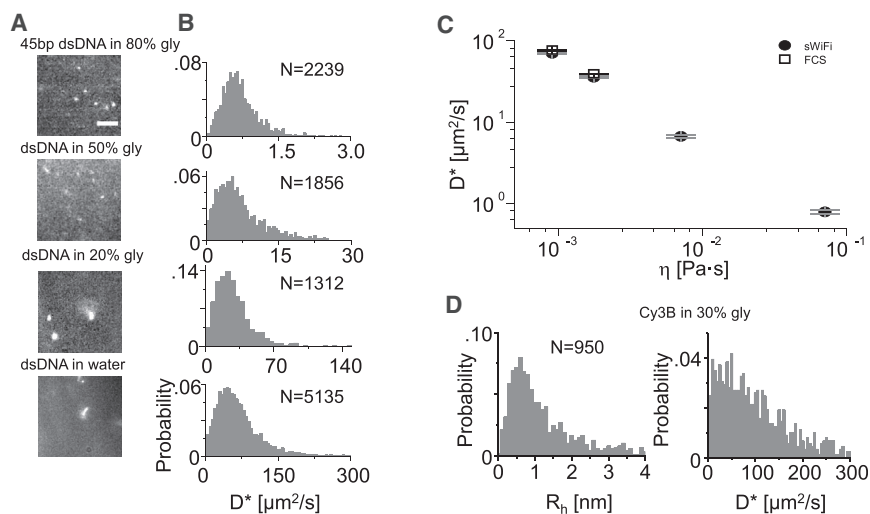 A
B
45bp dsDNA in 80% gly
.08
N=2239
0
0
1.5
3.0
dsDNA in 50% gly
.06
N=1856
0
0
15
30
dsDNA in 20% gly
.14
N=1312
0
0
70
140
dsDNA in water
.06
N=5135
Probability
0
0
150
300
D* [µm²/s]
C
10²
10¹
10⁰
D* [µm²/s]
sWiFi
FCS
10⁻³
10⁻²
10⁻¹
η [Pa·s]
D
Cy3B in 30% gly
.10
N=950
Probability
0
0
1
2
3
4
Rₕ [nm]
.04
Probability
0
0
100
200
300
D* [µm²/s]